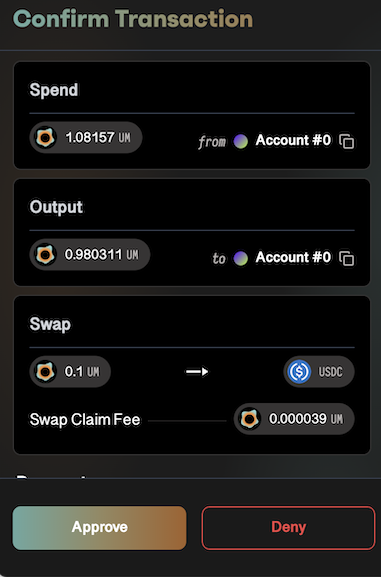 Confirm Transaction
Spend
1.08157 UM from Account #0
Output
0.980311 UM to Account #0
Swap
0.1 UM USDC
Swap Claim Fee 0.000039 UM
Approve Deny